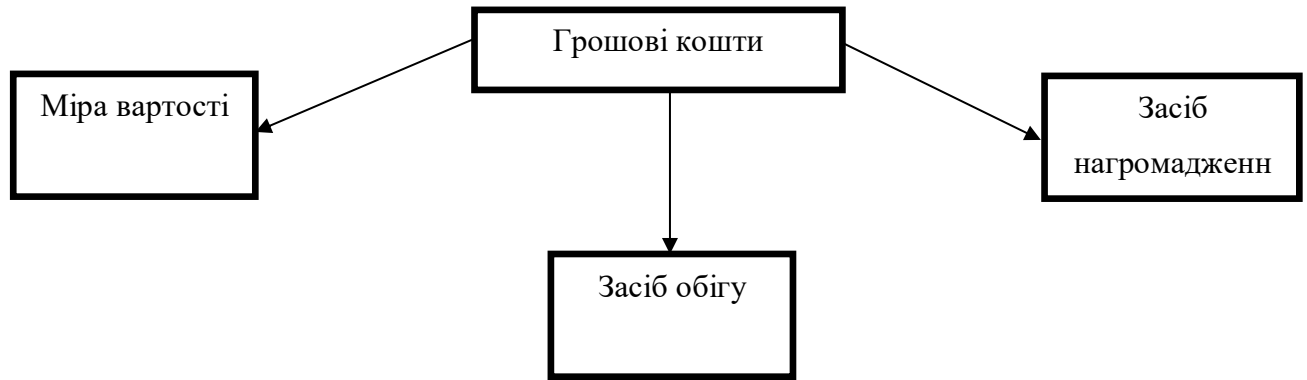 Грошові кошти
Міра вартості
Засіб
нагромадженн
Засіб обігу